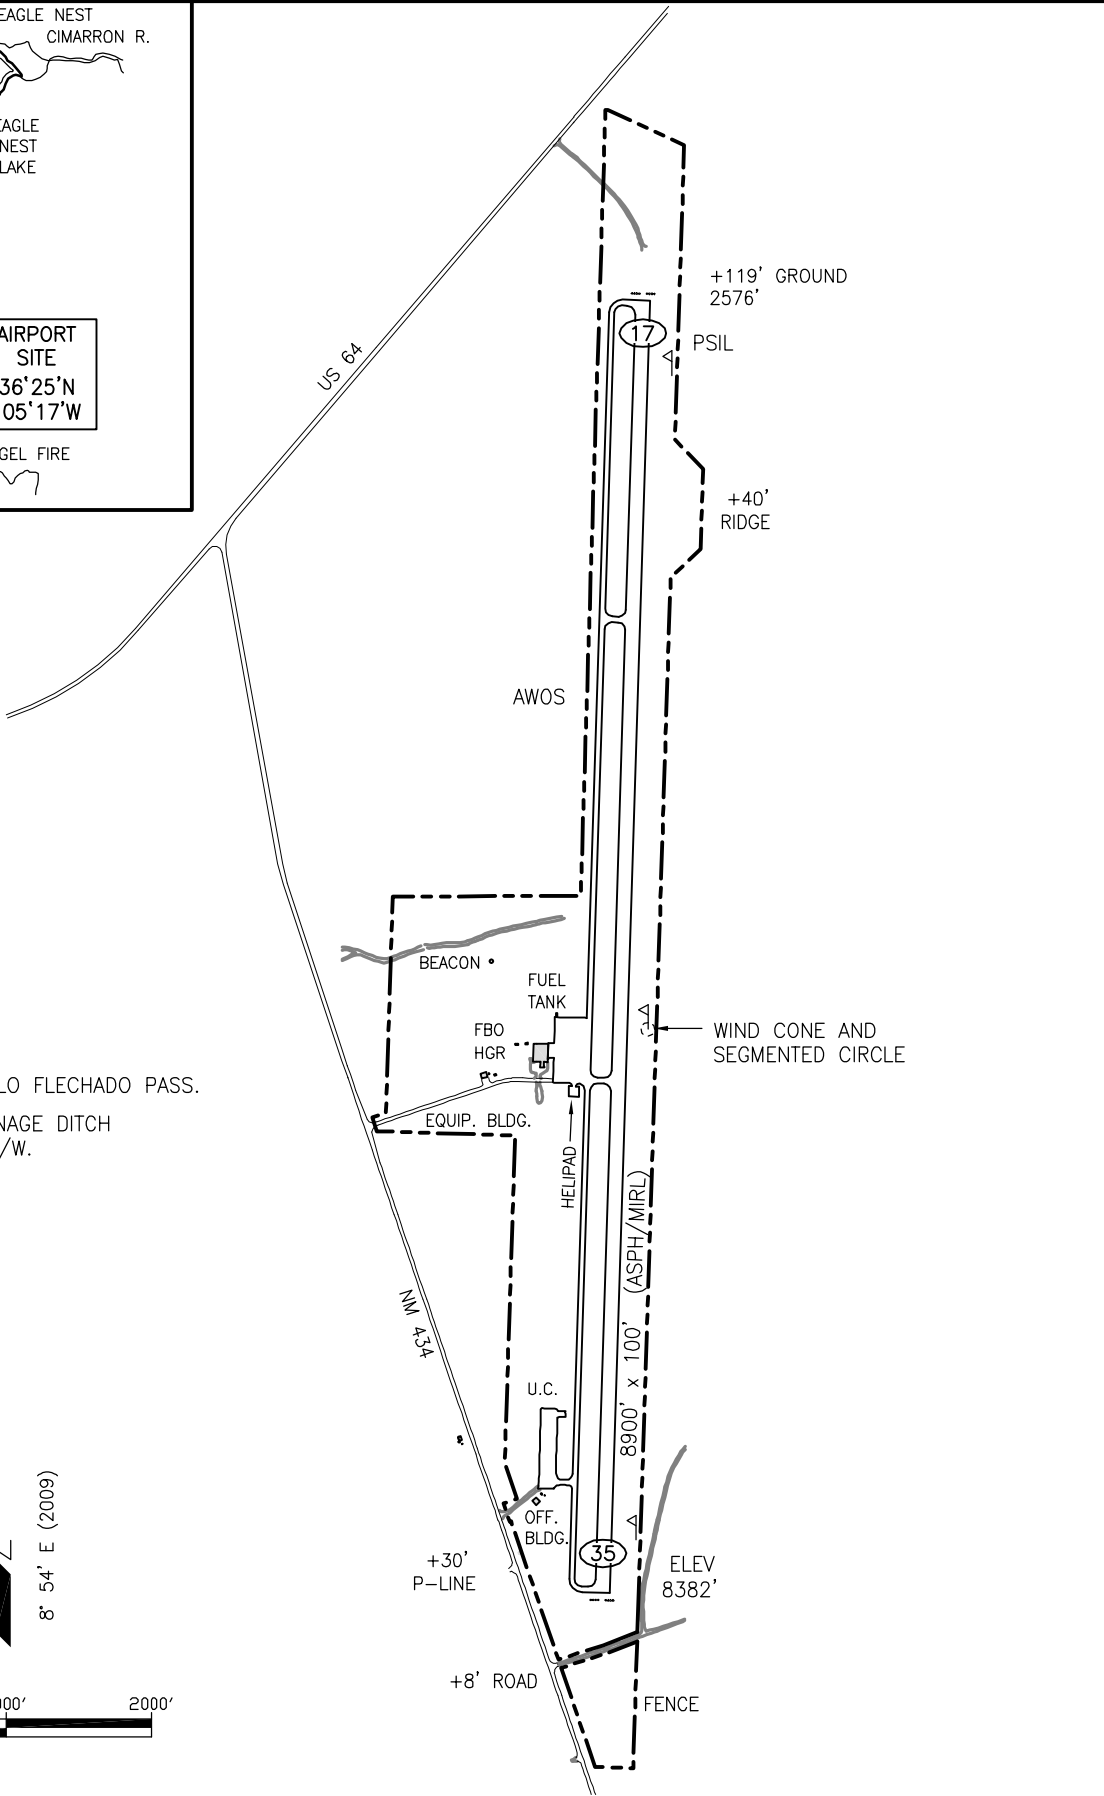 EAGLE NEST
CIMARRON R.
EAGLE
NEST
LAKE
AIRPORT
SITE
36°25'N
05°17'W
GEL FIRE
US 64
+119' GROUND
2576'
17
PSIL
+40'
RIDGE
AWOS
BEACON
FUEL
TANK
FBO
HGR
WIND CONE AND
SEGMENTED CIRCLE
LO FLECHADO PASS.
NAGE DITCH
/W.
EQUIP. BLDG.
HELIPAD
8900' x 100' (ASPH/MIRL)
NM 434
U.C.
OFF.
BLDG.
35
+30'
P-LINE
ELEV
8382'
8° 54' E (2009)
+8' ROAD
FENCE
00' 2000'